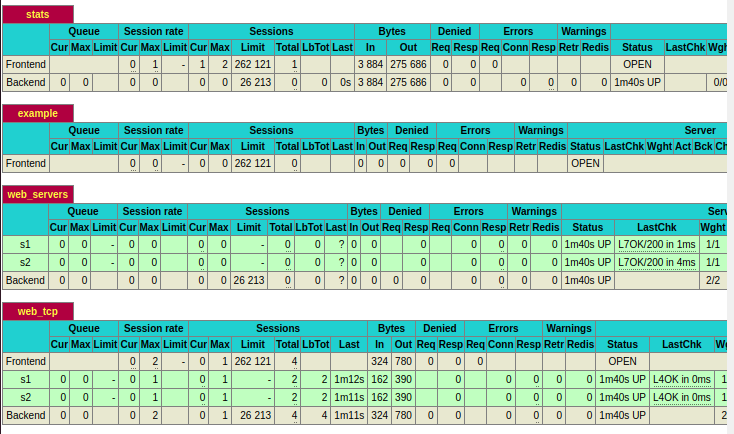 stats
Queue Session rate Sessions Bytes Denied Errors Warnings
Cur Max Limit Cur Max Limit Cur Max Limit Total LbTot Last In Out Req Resp Req Conn Resp Retr Redis Status LastChk Wght
Frontend 0 1 - 1 2 262 121 1 3 884 275 686 0 0 0 OPEN
Backend 0 0 0 0 0 0 26 213 0 0 0s 3 884 275 686 0 0 0 0 0 0 1m40s UP 0/0
example
Queue Session rate Sessions Bytes Denied Errors Warnings Server
Cur Max Limit Cur Max Limit Cur Max Limit Total LbTot Last In Out Req Resp Req Conn Resp Retr Redis Status LastChk Wght Act Bck Ch
Frontend 0 0 - 0 0 262 121 0 0 0 0 0 0 OPEN
web_servers
Queue Session rate Sessions Bytes Denied Errors Warnings Serv
Cur Max Limit Cur Max Limit Cur Max Limit Total LbTot Last In Out Req Resp Req Conn Resp Retr Redis Status LastChk Wght
s1 0 0 - 0 0 0 0 - 0 0 ? 0 0 0 0 0 0 0 1m40s UP L7OK/200 in 1ms 1/1
s2 0 0 - 0 0 0 0 - 0 0 ? 0 0 0 0 0 0 0 1m40s UP L7OK/200 in 4ms 1/1
Backend 0 0 0 0 0 0 26 213 0 0 ? 0 0 0 0 0 0 0 0 1m40s UP 2/2
web_tcp
Queue Session rate Sessions Bytes Denied Errors Warnings
Cur Max Limit Cur Max Limit Cur Max Limit Total LbTot Last In Out Req Resp Req Conn Resp Retr Redis Status LastChk W
Frontend 0 2 - 0 1 262 121 4 324 780 0 0 0 OPEN
s1 0 0 - 0 1 0 1 - 2 2 1m12s 162 390 0 0 0 0 0 1m40s UP L4OK in 0ms 1
s2 0 0 - 0 1 0 1 - 2 2 1m11s 162 390 0 0 0 0 0 1m40s UP L4OK in 0ms 1
Backend 0 0 0 2 0 1 26 213 4 4 1m11s 324 780 0 0 0 0 0 0 1m40s UP 2